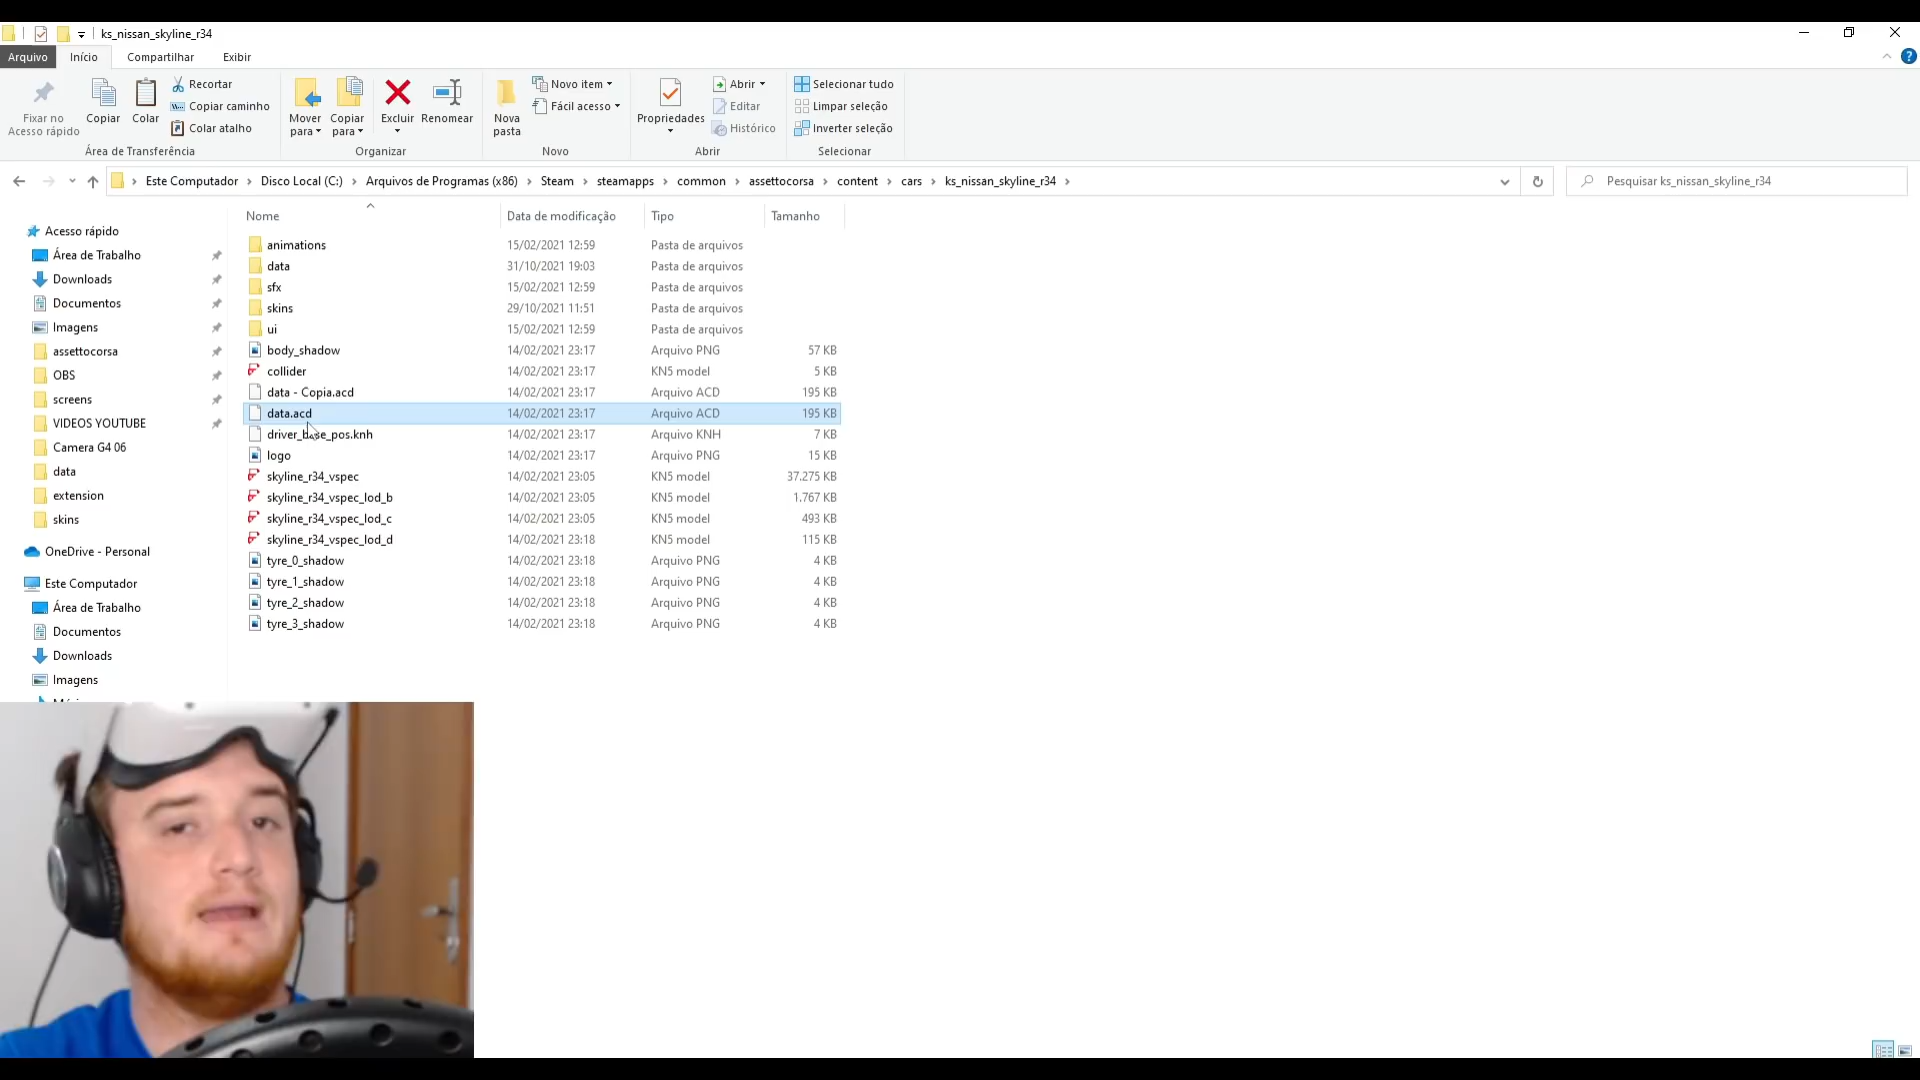 ks_nissan_skyline_r34
Arquivo Início Compartilhar Exibir
Fixar no Acesso rápido
Copiar
Colar
Recortar
Copiar caminho
Colar atalho
Área de Transferência
Mover para
Copiar para
Excluir
Renomear
Organizar
Nova pasta
Novo item
Fácil acesso
Novo
Propriedades
Abrir
Editar
Histórico
Abrir
Selecionar tudo
Limpar seleção
Inverter seleção
Selecionar
Este Computador Disco Local (C:) Arquivos de Programas (x86) Steam steamapps common assettocorsa content cars ks_nissan_skyline_r34
Pesquisar ks_nissan_skyline_r34
Acesso rápido
Área de Trabalho
Downloads
Documentos
Imagens
assettocorsa
OBS
screens
VIDEOS YOUTUBE
Camera G4 06
data
extension
skins
OneDrive - Personal
Este Computador
Área de Trabalho
Documentos
Downloads
Imagens
Nome Data de modificação Tipo Tamanho
animations 15/02/2021 12:59 Pasta de arquivos
data 31/10/2021 19:03 Pasta de arquivos
sfx 15/02/2021 12:59 Pasta de arquivos
skins 29/10/2021 11:51 Pasta de arquivos
ui 15/02/2021 12:59 Pasta de arquivos
body_shadow 14/02/2021 23:17 Arquivo PNG 57 KB
collider 14/02/2021 23:17 KN5 model 5 KB
data - Copia.acd 14/02/2021 23:17 Arquivo ACD 195 KB
data.acd 14/02/2021 23:17 Arquivo ACD 195 KB
driver_base_pos.knh 14/02/2021 23:17 Arquivo KNH 7 KB
logo 14/02/2021 23:17 Arquivo PNG 15 KB
skyline_r34_vspec 14/02/2021 23:05 KN5 model 37.275 KB
skyline_r34_vspec_lod_b 14/02/2021 23:05 KN5 model 1.767 KB
skyline_r34_vspec_lod_c 14/02/2021 23:05 KN5 model 493 KB
skyline_r34_vspec_lod_d 14/02/2021 23:18 KN5 model 115 KB
tyre_0_shadow 14/02/2021 23:18 Arquivo PNG 4 KB
tyre_1_shadow 14/02/2021 23:18 Arquivo PNG 4 KB
tyre_2_shadow 14/02/2021 23:18 Arquivo PNG 4 KB
tyre_3_shadow 14/02/2021 23:18 Arquivo PNG 4 KB